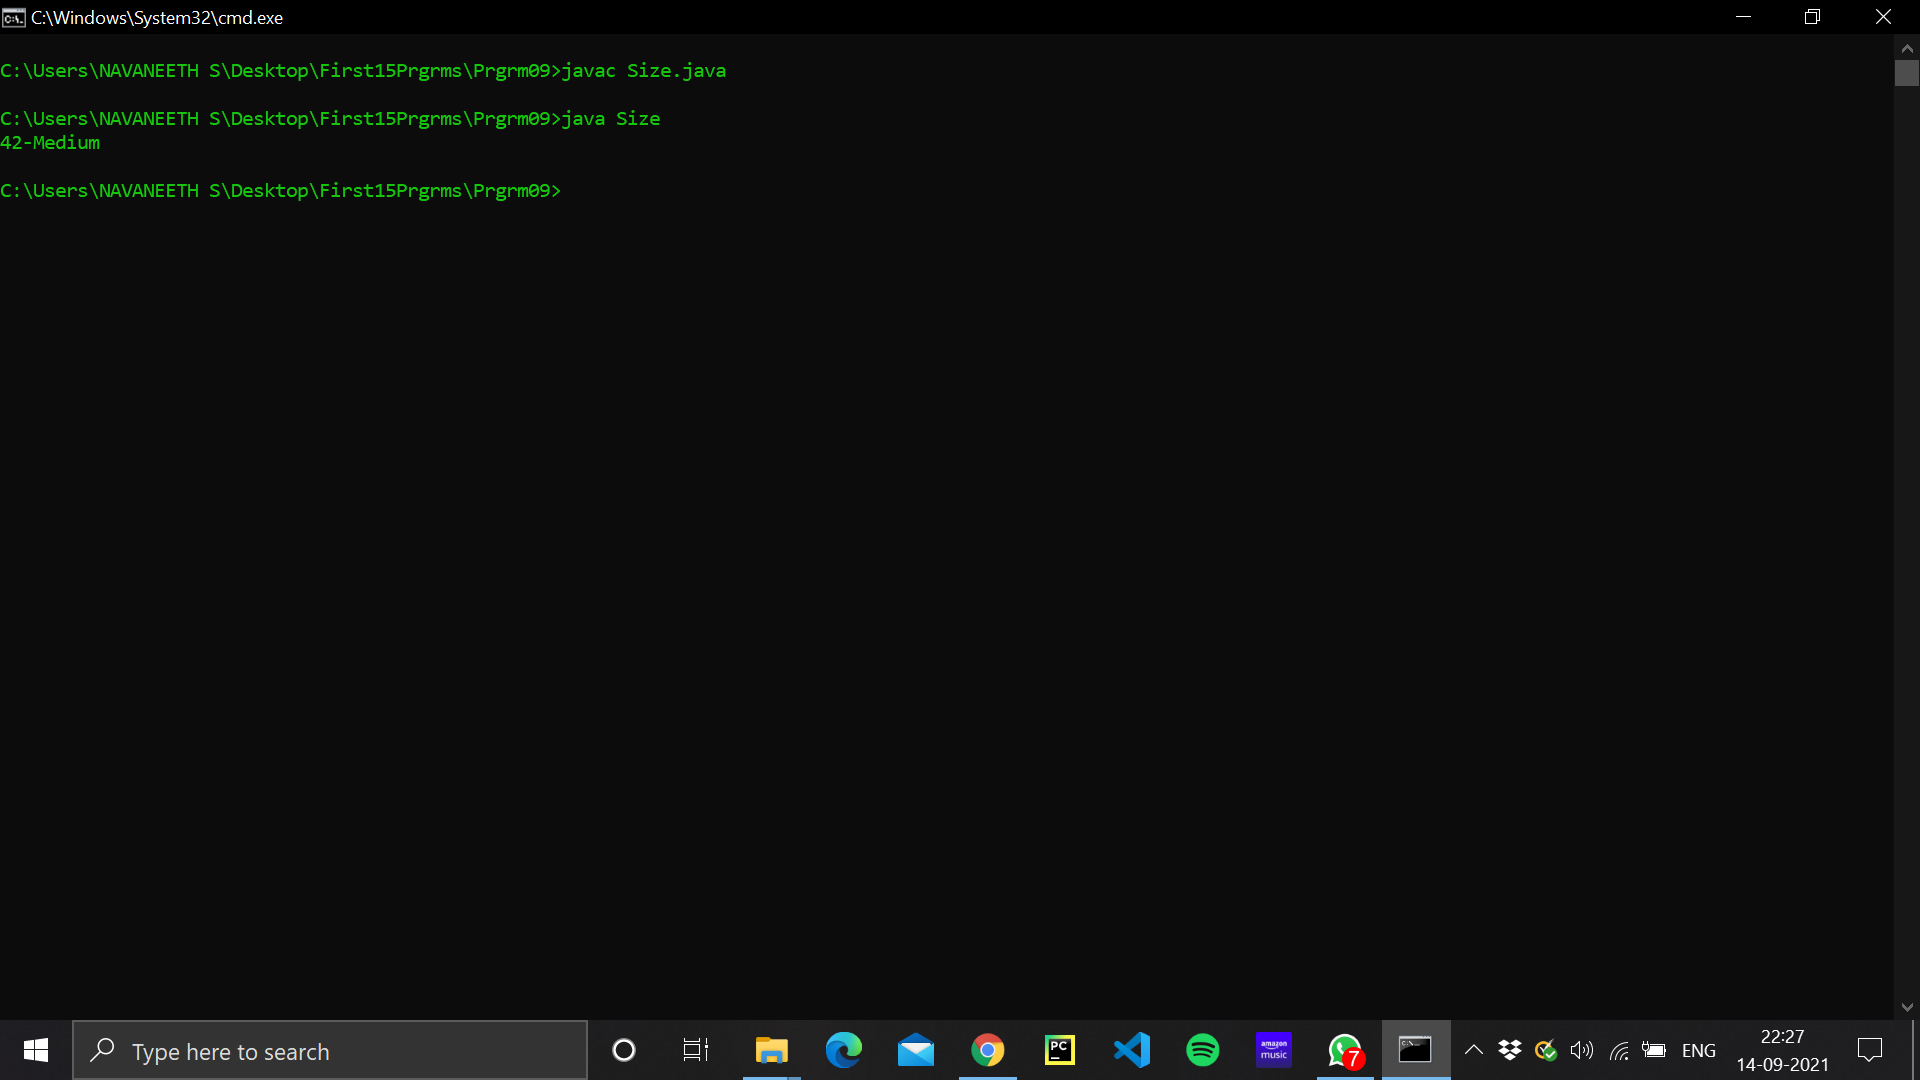 C:\Windows\System32\cmd.exe
C:\Users\NAVANEETH S\Desktop\First15Prgrms\Prgrm09>javac Size.java
C:\Users\NAVANEETH S\Desktop\First15Prgrms\Prgrm09>java Size
42-Medium
C:\Users\NAVANEETH S\Desktop\First15Prgrms\Prgrm09>
Type here to search
PC
amazon music
7
ENG
22:27
14-09-2021